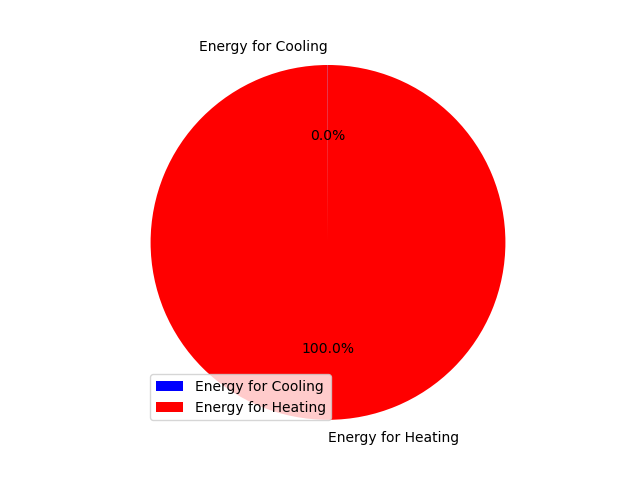 Energy for Cooling
0.0%
100.0%
Energy for Cooling
Energy for Heating
Energy for Heating